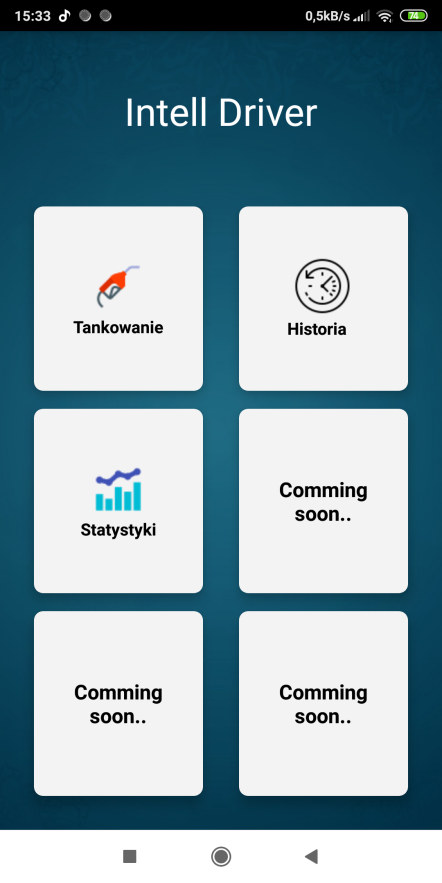 15:33
0,5kB/s
74
Intell Driver
Tankowanie
Historia
Statystyki
Comming
soon..
Comming
soon..
Comming
soon..